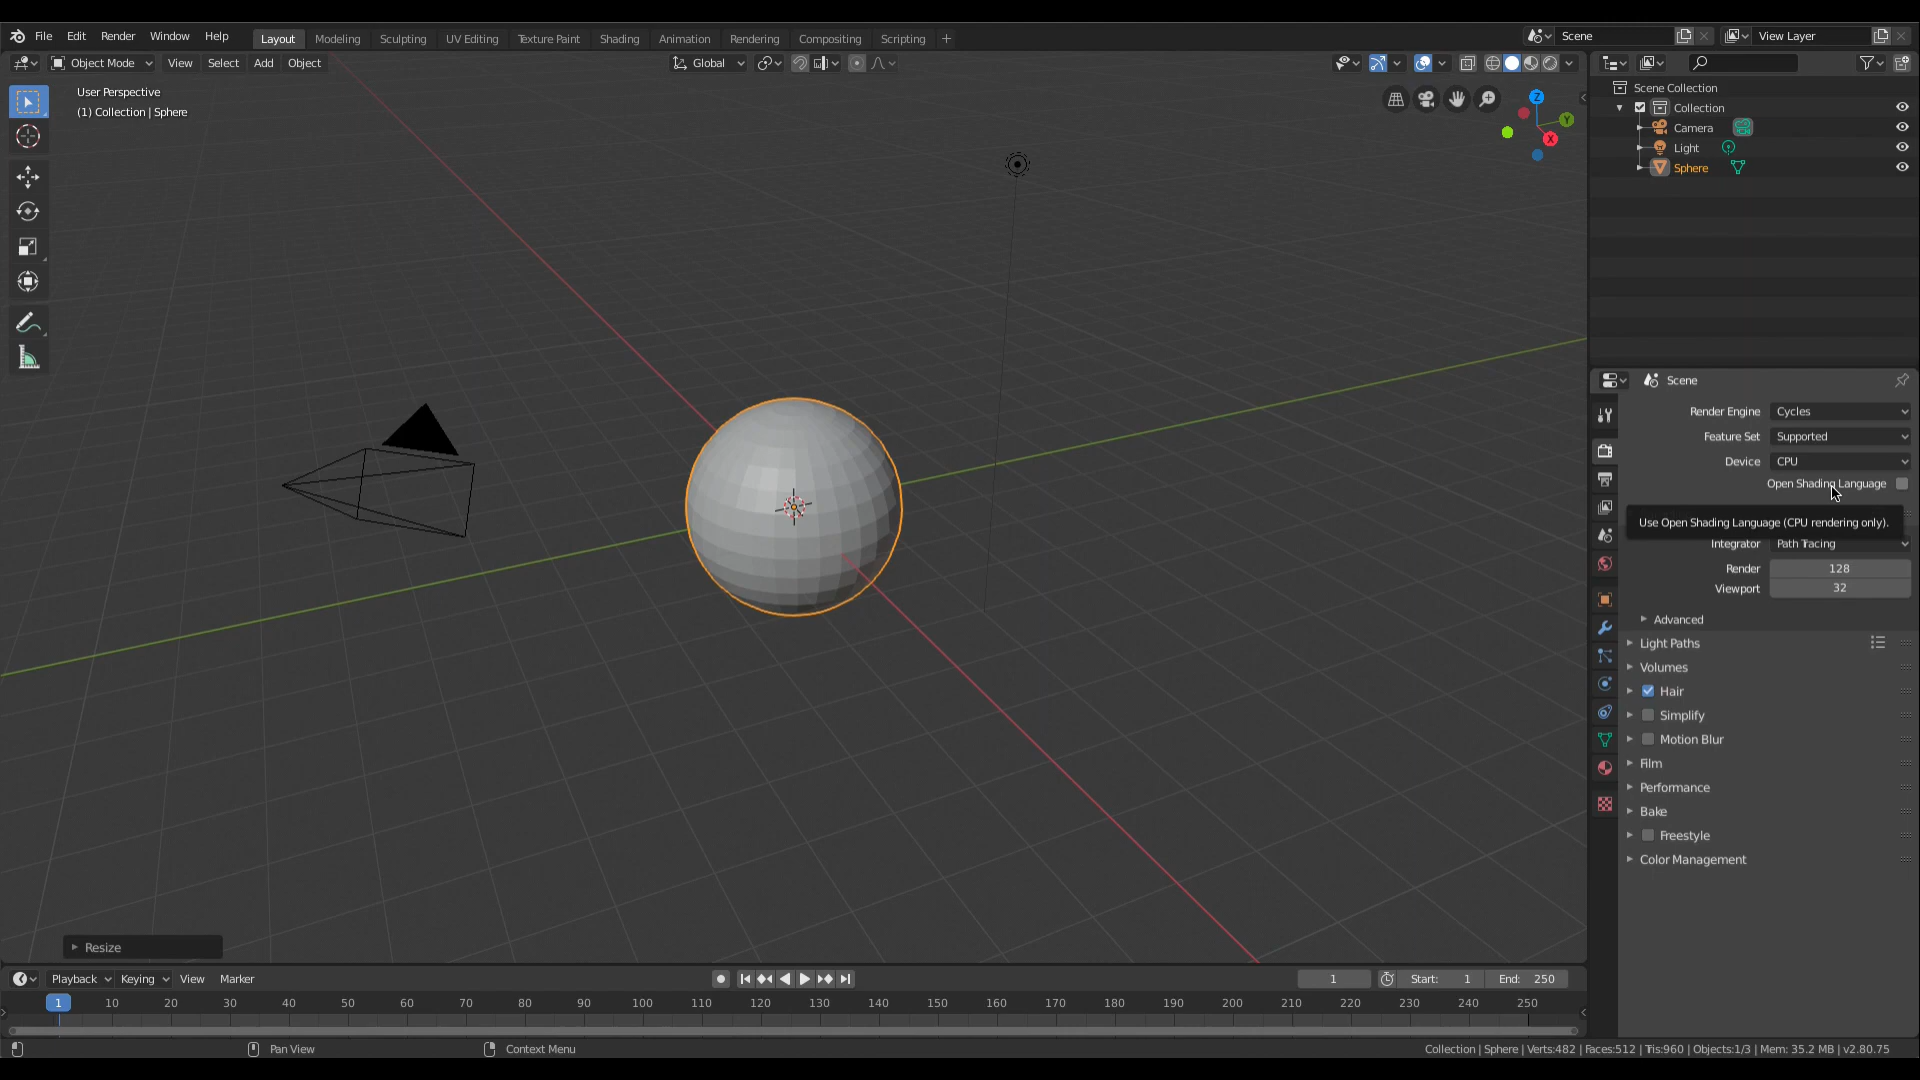 File Edit Render Window Help Layout Modeling Sculpting UV Editing Texture Paint Shading Animation Rendering Compositing Scripting + Scene View Layer
Object Mode View Select Add Object Global
User Perspective
(1) Collection | Sphere
Z
Y
X
Scene Collection
Collection
Camera
Light
Sphere
Scene
Render Engine Cycles
Feature Set Supported
Device CPU
Open Shading Language
Use Open Shading Language (CPU rendering only).
Integrator Path Tracing
Render 128
Viewport 32
Advanced
Light Paths
Volumes
Hair
Simplify
Motion Blur
Film
Performance
Bake
Freestyle
Color Management
Resize
Playback Keying View Marker 1 Start: 1 End: 250
1 10 20 30 40 50 60 70 80 90 100 110 120 130 140 150 160 170 180 190 200 210 220 230 240 250
Pan View Context Menu Collection | Sphere | Verts:482 | Faces:512 | Tris:960 | Objects:1/3 | Mem: 35.2 MB | v2.80.75